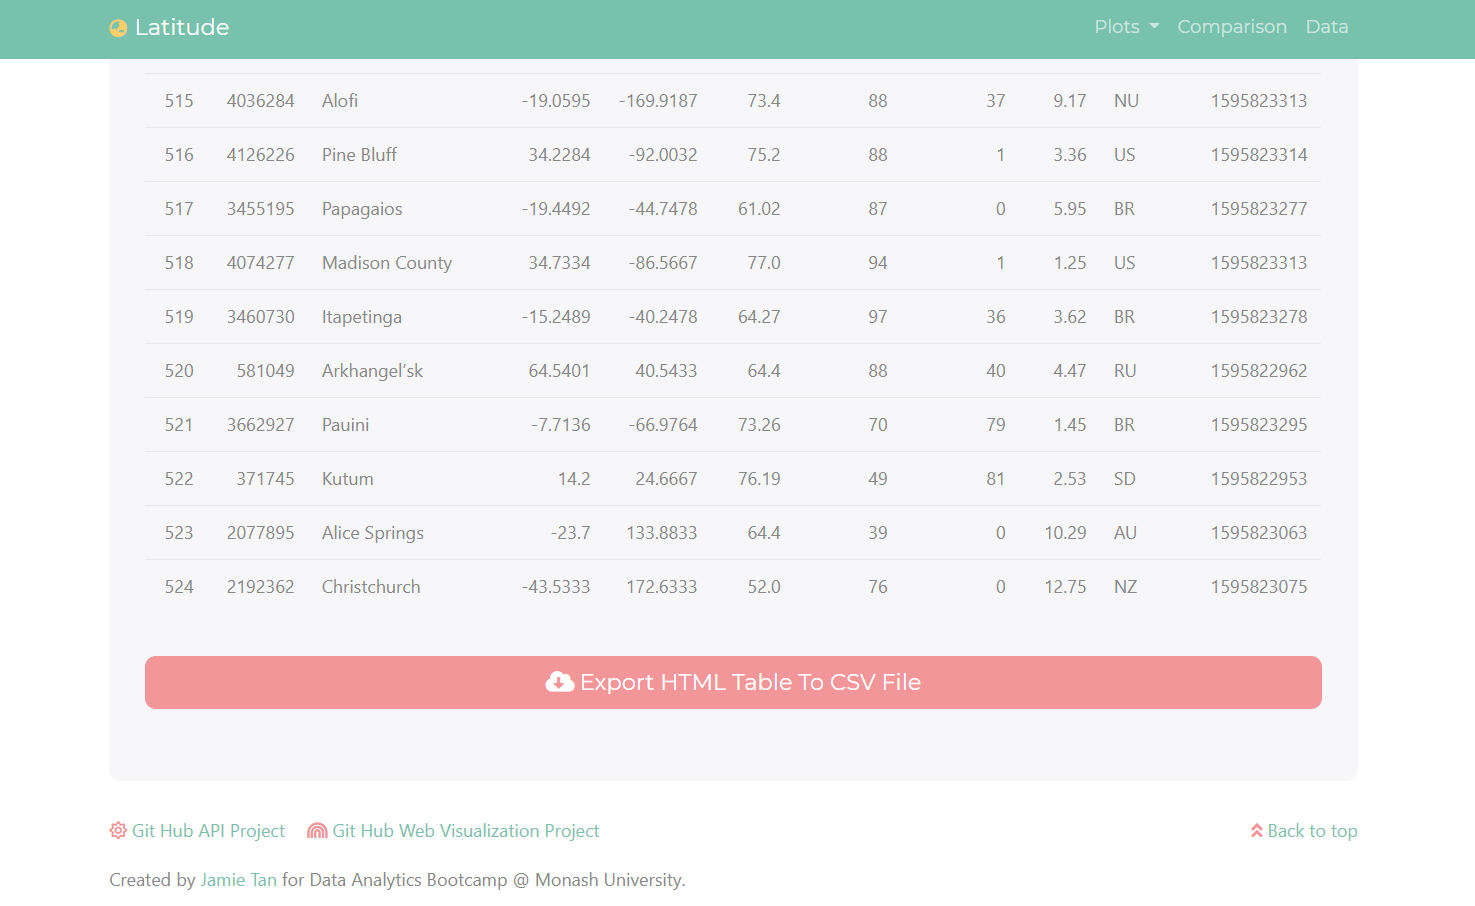 Latitude Plots Comparison Data
515 4036284 Alofi -19.0595 -169.9187 73.4 88 37 9.17 NU 1595823313
516 4126226 Pine Bluff 34.2284 -92.0032 75.2 88 1 3.36 US 1595823314
517 3455195 Papagaios -19.4492 -44.7478 61.02 87 0 5.95 BR 1595823277
518 4074277 Madison County 34.7334 -86.5667 77.0 94 1 1.25 US 1595823313
519 3460730 Itapetinga -15.2489 -40.2478 64.27 97 36 3.62 BR 1595823278
520 581049 Arkhangel’sk 64.5401 40.5433 64.4 88 40 4.47 RU 1595822962
521 3662927 Pauini -7.7136 -66.9764 73.26 70 79 1.45 BR 1595823295
522 371745 Kutum 14.2 24.6667 76.19 49 81 2.53 SD 1595822953
523 2077895 Alice Springs -23.7 133.8833 64.4 39 0 10.29 AU 1595823063
524 2192362 Christchurch -43.5333 172.6333 52.0 76 0 12.75 NZ 1595823075
Export HTML Table To CSV File
Git Hub API Project Git Hub Web Visualization Project Back to top
Created by Jamie Tan for Data Analytics Bootcamp @ Monash University.